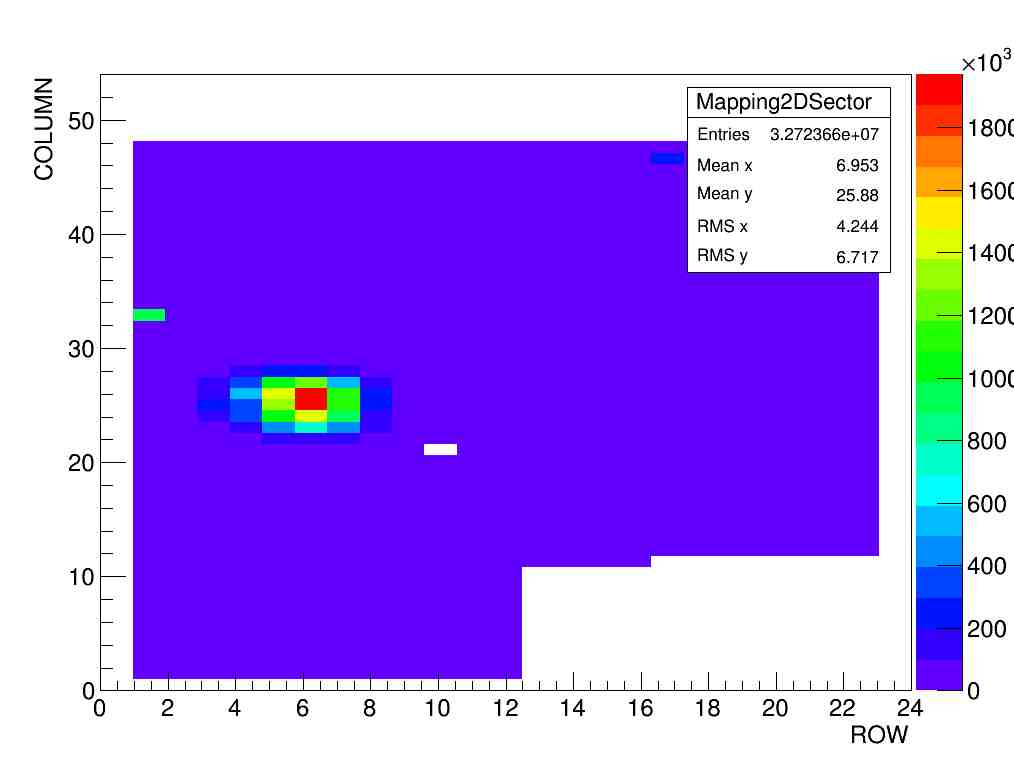 ×10³
COLUMN
50
40
30
20
10
0
Mapping2DSector
Entries 3.272366e+07
Mean x 6.953
Mean y 25.88
RMS x 4.244
RMS y 6.717
1800
1600
1400
1200
1000
800
600
400
200
0
0 2 4 6 8 10 12 14 16 18 20 22 24
ROW